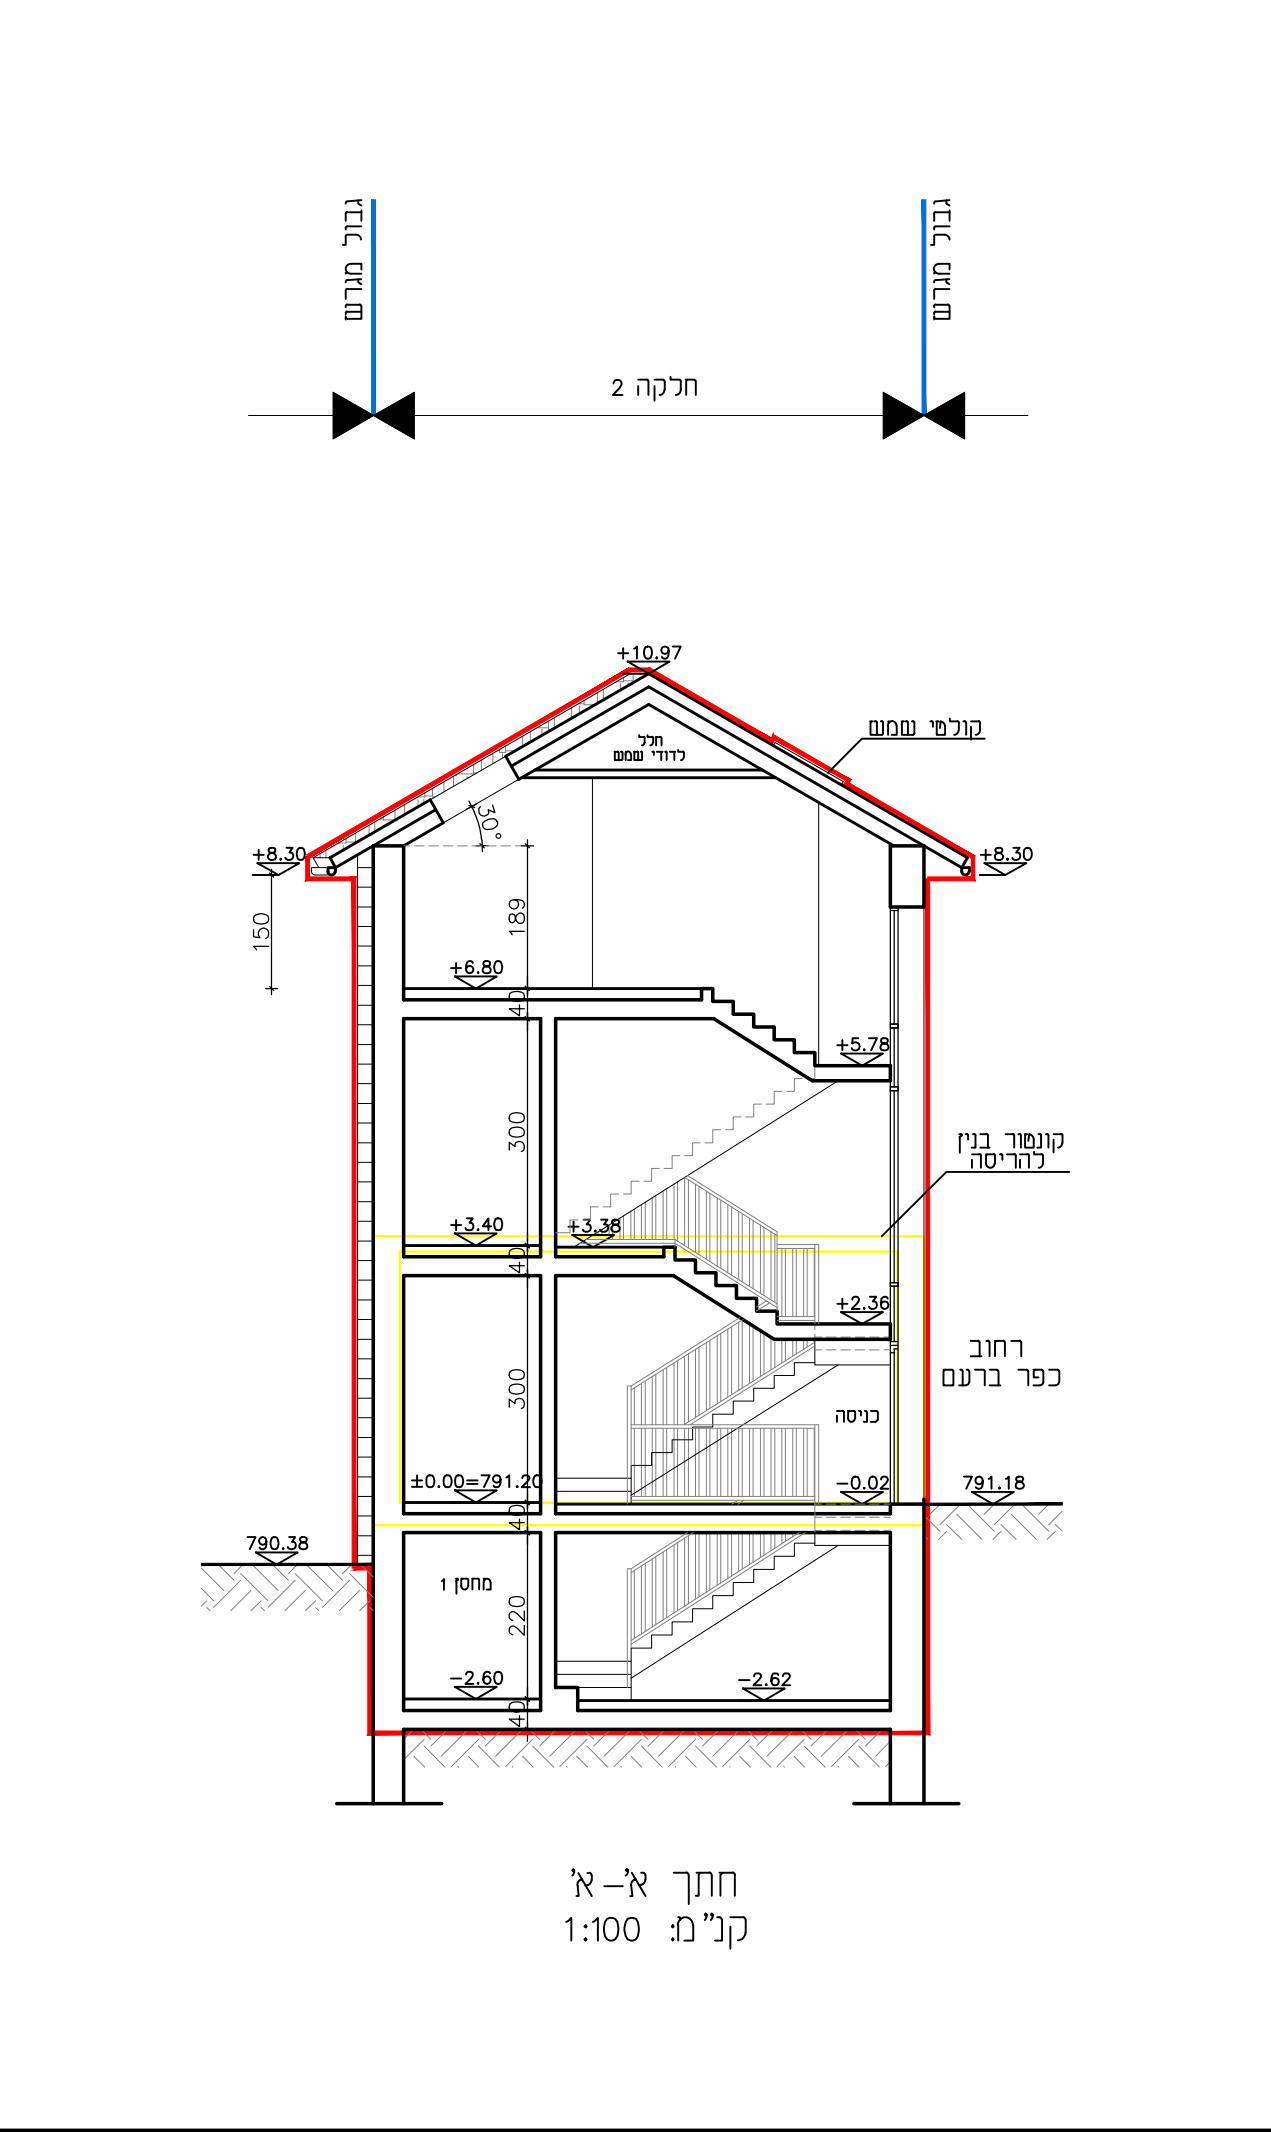 גבול מגרש
גבול מגרש
חלקה 2
+10.97
קולטי שמש
חלל
לדודי שמש
30°
+8.30
+8.30
150
189
+6.80
40
+5.78
300
קונטור בנין
להריסה
+3.40
+3.38
40
+2.36
רחוב
כפר ברעם
300
כניסה
±0.00=791.20
-0.02
791.18
40
790.38
מחסן 1
220
-2.60
-2.62
40
חתך א'-א'
קנ"מ: 1:100